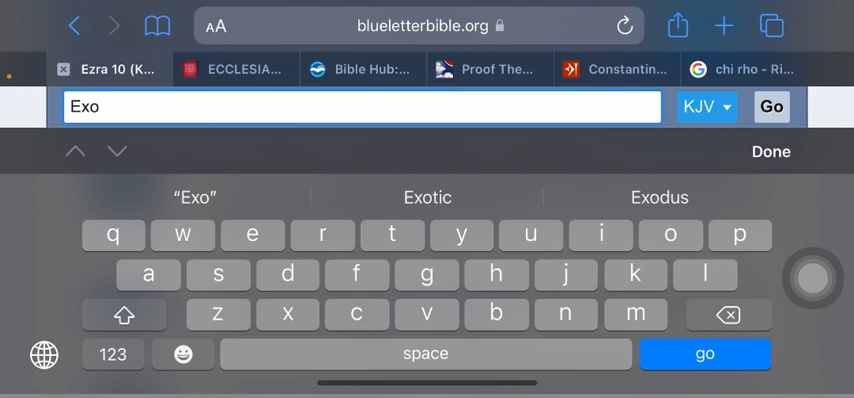 AA blueletterbible.org
Ezra 10 (K... ECCLESIA... Bible Hub:... Proof The... Constantin... chi rho - Ri...
Exo KJV Go
Done
“Exo” Exotic Exodus
q w e r t y u i o p
a s d f g h j k l
z x c v b n m
123 space go